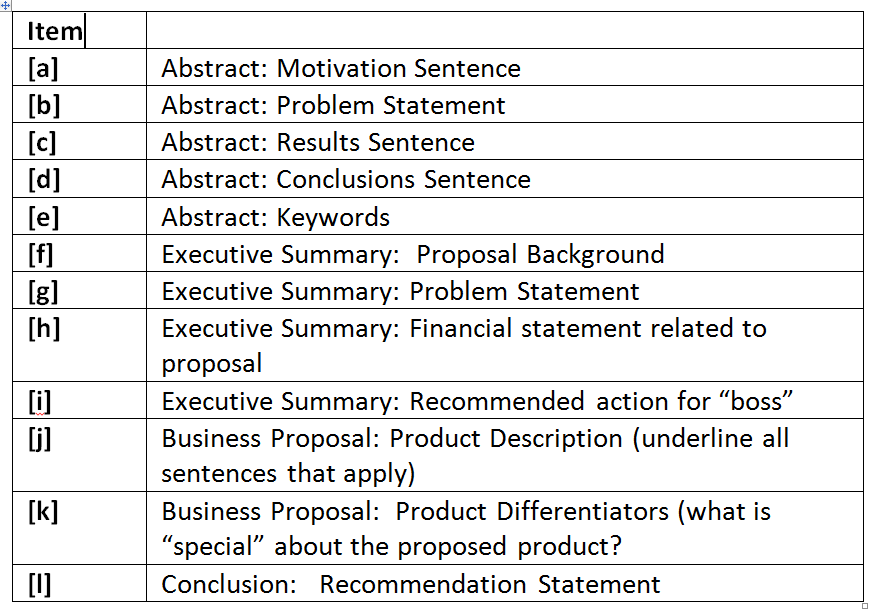 Item
[a] Abstract: Motivation Sentence
[b] Abstract: Problem Statement
[c] Abstract: Results Sentence
[d] Abstract: Conclusions Sentence
[e] Abstract: Keywords
[f] Executive Summary:  Proposal Background
[g] Executive Summary: Problem Statement
[h] Executive Summary: Financial statement related to
proposal
[i] Executive Summary: Recommended action for “boss”
[j] Business Proposal: Product Description (underline all
sentences that apply)
[k] Business Proposal:  Product Differentiators (what is
“special” about the proposed product?
[l] Conclusion:   Recommendation Statement